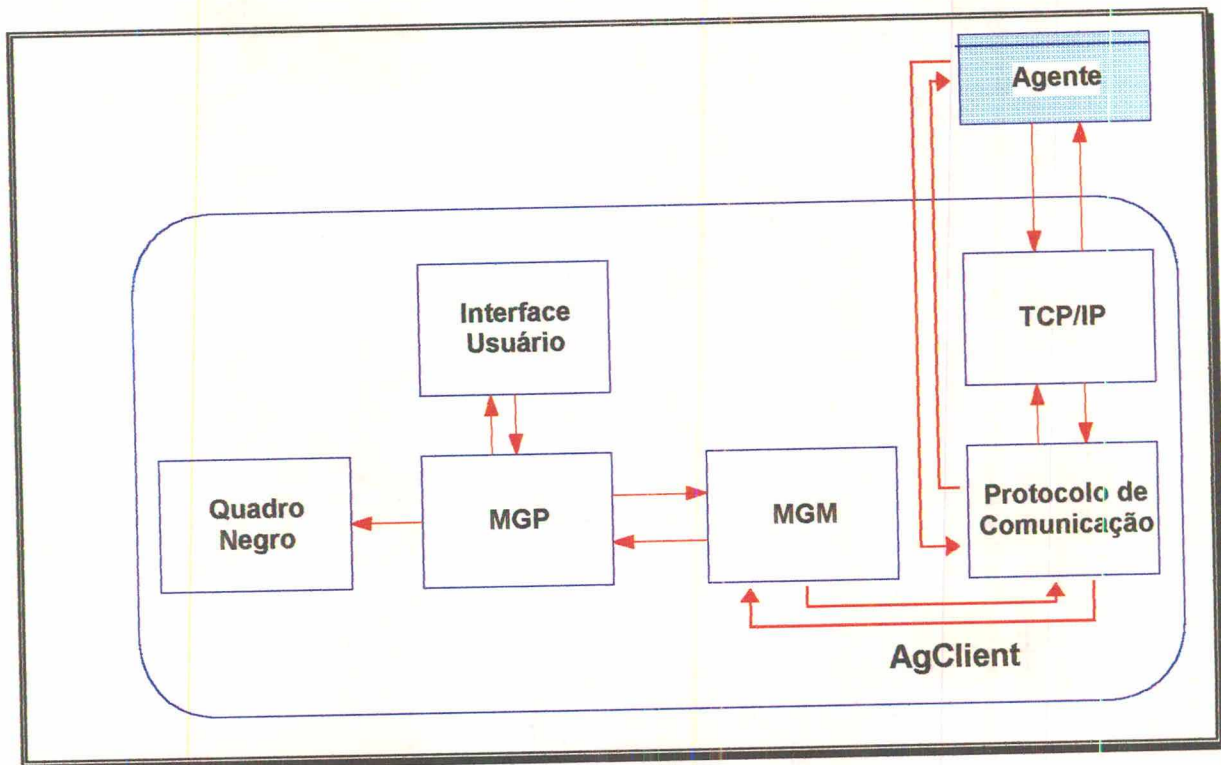 Agente
Interface
Usuário
TCP/IP
Quadro
Negro
MGP
MGM
Protocolo de
Comunicação
AgClient